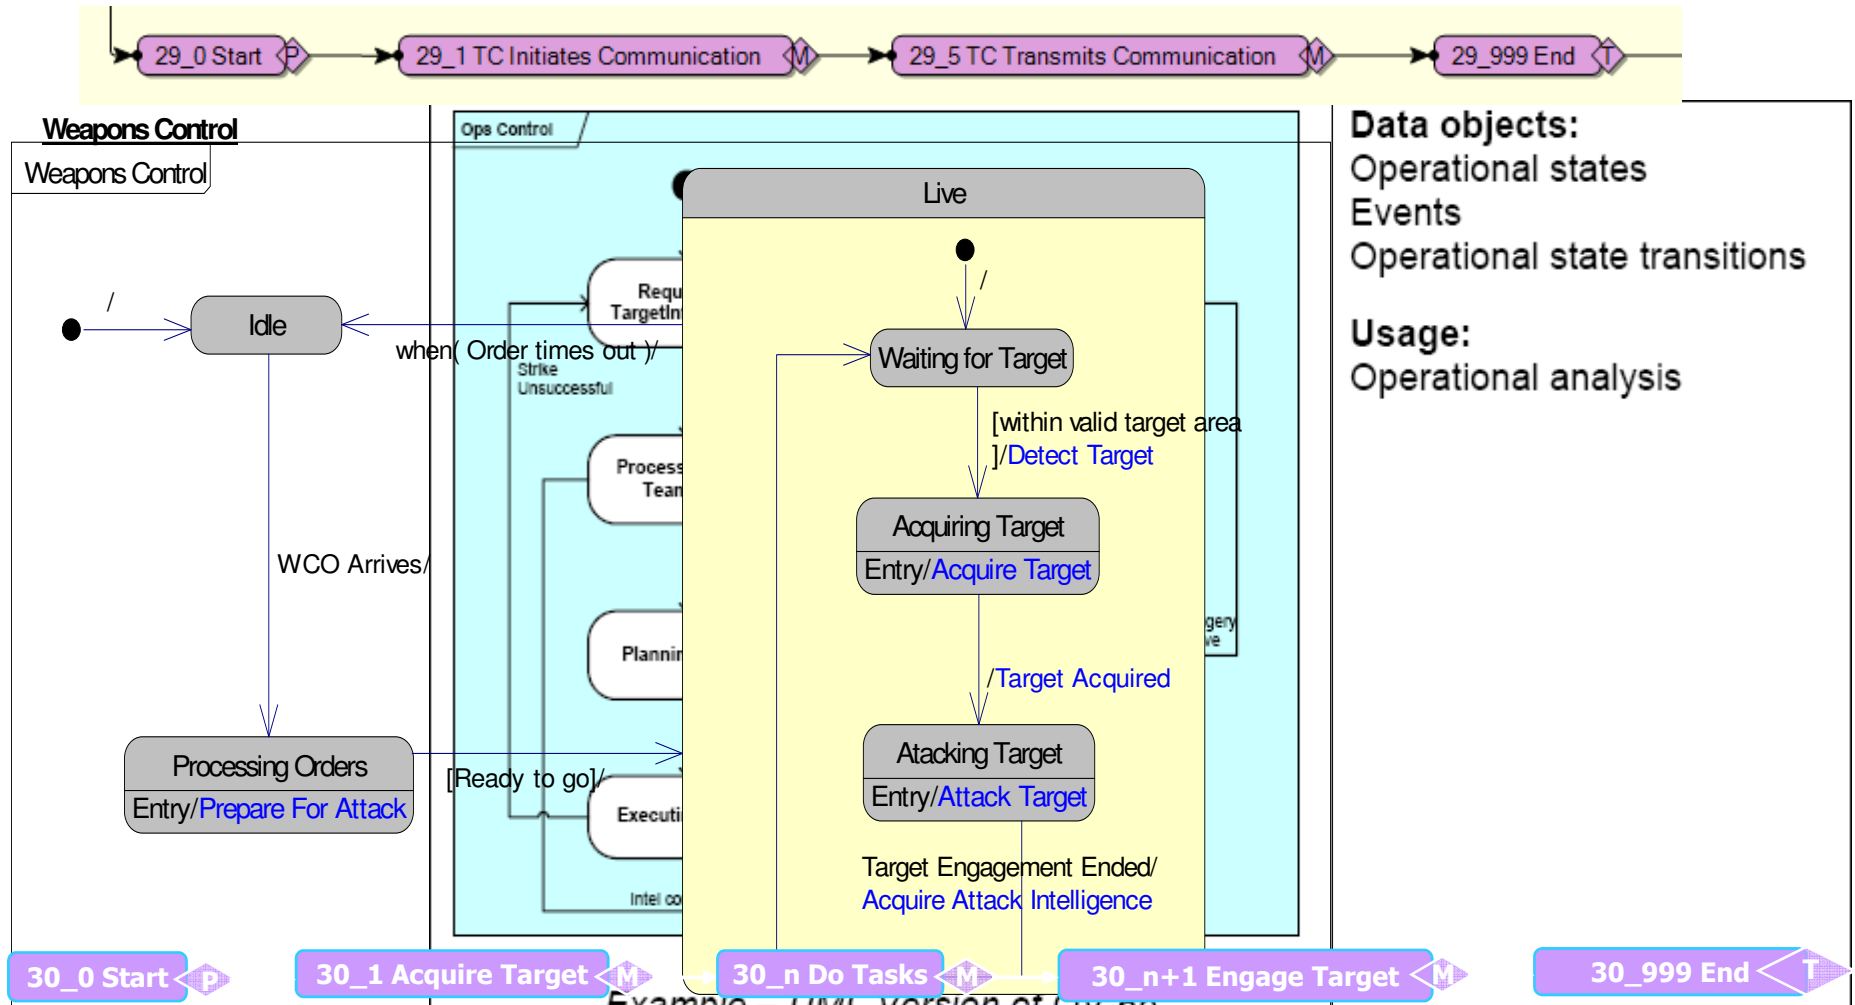 29_0 Start P 29_1 TC Initiates Communication M 29_5 TC Transmits Communication M 29_999 End T
Weapons Control
Weapons Control
Ops Control
Live
/
Idle
when( Order times out )/
Strike
Unsuccessful
WCO Arrives/
Processing Orders
Entry/Prepare For Attack
[Ready to go]/
/
Waiting for Target
[within valid target area
]/Detect Target
Acquiring Target
Entry/Acquire Target
/Target Acquired
Atacking Target
Entry/Attack Target
Target Engagement Ended/
Acquire Attack Intelligence
Data objects:
Operational states
Events
Operational state transitions
Usage:
Operational analysis
30_0 Start P 30_1 Acquire Target M 30_n Do Tasks M 30_n+1 Engage Target M 30_999 End T